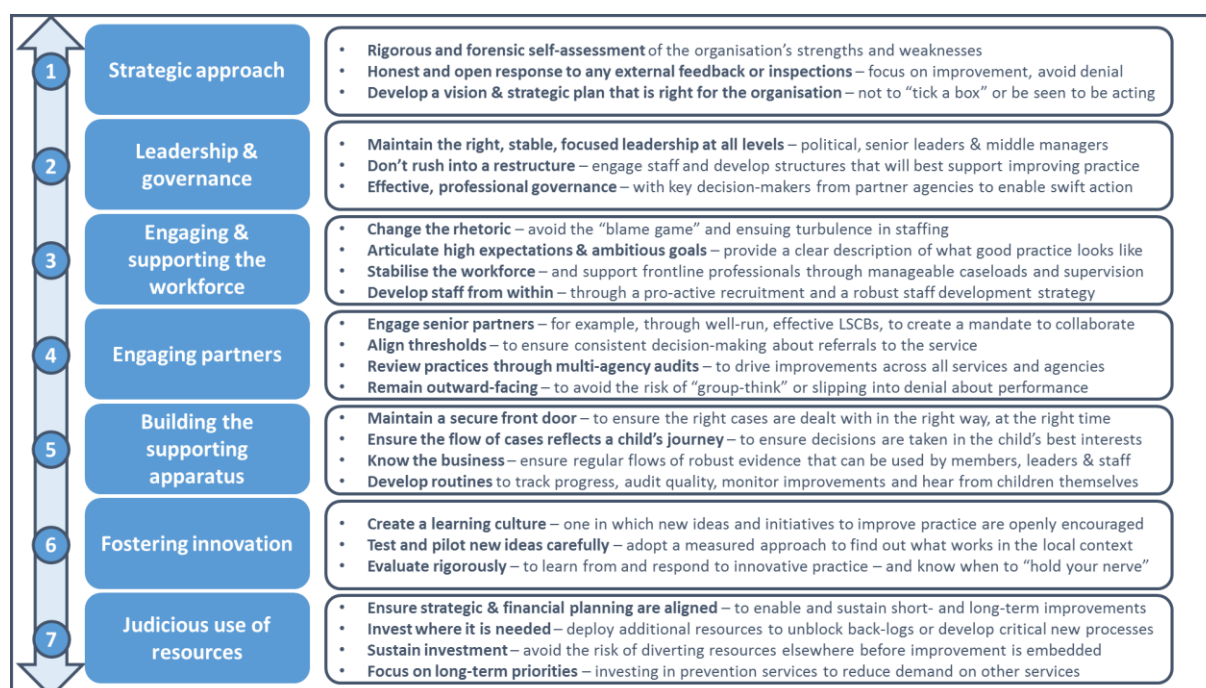 1
Strategic approach
• Rigorous and forensic self-assessment of the organisation's strengths and weaknesses
• Honest and open response to any external feedback or inspections – focus on improvement, avoid denial
• Develop a vision & strategic plan that is right for the organisation – not to "tick a box" or be seen to be acting
2
Leadership &
governance
• Maintain the right, stable, focused leadership at all levels – political, senior leaders & middle managers
• Don't rush into a restructure – engage staff and develop structures that will best support improving practice
• Effective, professional governance – with key decision-makers from partner agencies to enable swift action
3
Engaging &
supporting the
workforce
• Change the rhetoric – avoid the "blame game" and ensuing turbulence in staffing
• Articulate high expectations & ambitious goals – provide a clear description of what good practice looks like
• Stabilise the workforce – and support frontline professionals through manageable caseloads and supervision
• Develop staff from within – through a pro-active recruitment and a robust staff development strategy
4
Engaging partners
• Engage senior partners – for example, through well-run, effective LSCBs, to create a mandate to collaborate
• Align thresholds – to ensure consistent decision-making about referrals to the service
• Review practices through multi-agency audits – to drive improvements across all services and agencies
• Remain outward-facing – to avoid the risk of "group-think" or slipping into denial about performance
5
Building the
supporting
apparatus
• Maintain a secure front door – to ensure the right cases are dealt with in the right way, at the right time
• Ensure the flow of cases reflects a child's journey – to ensure decisions are taken in the child's best interests
• Know the business – ensure regular flows of robust evidence that can be used by members, leaders & staff
• Develop routines to track progress, audit quality, monitor improvements and hear from children themselves
6
Fostering innovation
• Create a learning culture – one in which new ideas and initiatives to improve practice are openly encouraged
• Test and pilot new ideas carefully – adopt a measured approach to find out what works in the local context
• Evaluate rigorously – to learn from and respond to innovative practice – and know when to "hold your nerve"
7
Judicious use of
resources
• Ensure strategic & financial planning are aligned – to enable and sustain short- and long-term improvements
• Invest where it is needed – deploy additional resources to unblock back-logs or develop critical new processes
• Sustain investment – avoid the risk of diverting resources elsewhere before improvement is embedded
• Focus on long-term priorities – investing in prevention services to reduce demand on other services